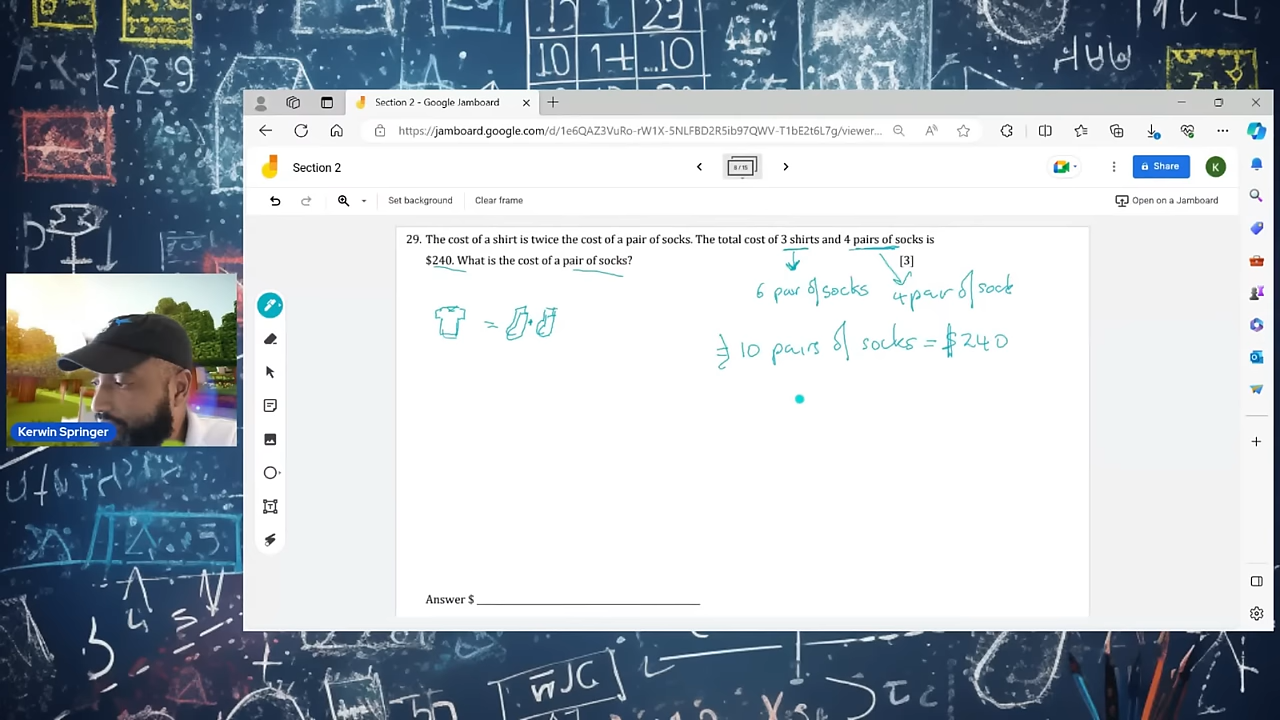 Section 2 - Google Jamboard
https://jamboard.google.com/d/1e6QAZ3VuRo-rW1X-5NLFBD2R5ib97QWV-T1bE2t6L7g/viewer...
Section 2
8 / 15
Share
K
Set background
Clear frame
Open on a Jamboard
29. The cost of a shirt is twice the cost of a pair of socks. The total cost of 3 shirts and 4 pairs of socks is
$240. What is the cost of a pair of socks?
[3]
6 pair of socks
4 pair of sock
=
10 pairs of socks = $240
Kerwin Springer
Answer $